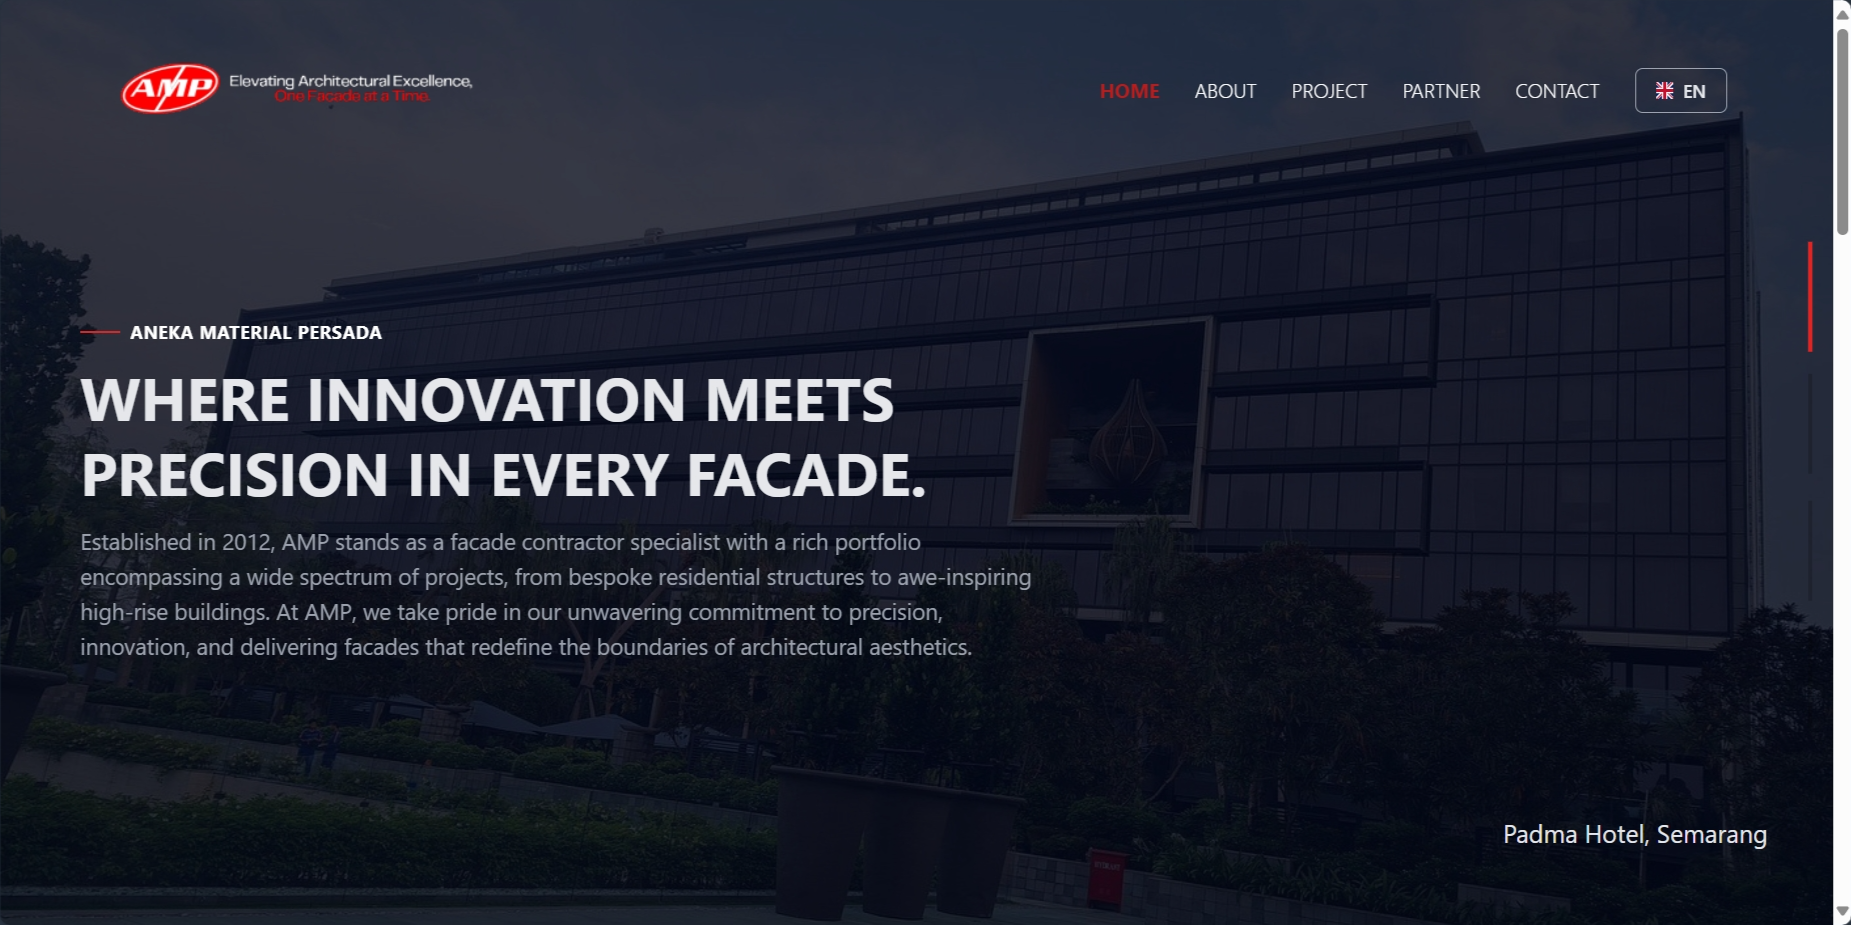 AMP
Elevating Architectural Excellence,
One Facade at a Time.
HOME
ABOUT
PROJECT
PARTNER
CONTACT
EN
ANEKA MATERIAL PERSADA
WHERE INNOVATION MEETS
PRECISION IN EVERY FACADE.
Established in 2012, AMP stands as a facade contractor specialist with a rich portfolio
encompassing a wide spectrum of projects, from bespoke residential structures to awe-inspiring
high-rise buildings. At AMP, we take pride in our unwavering commitment to precision,
innovation, and delivering facades that redefine the boundaries of architectural aesthetics.
Padma Hotel, Semarang